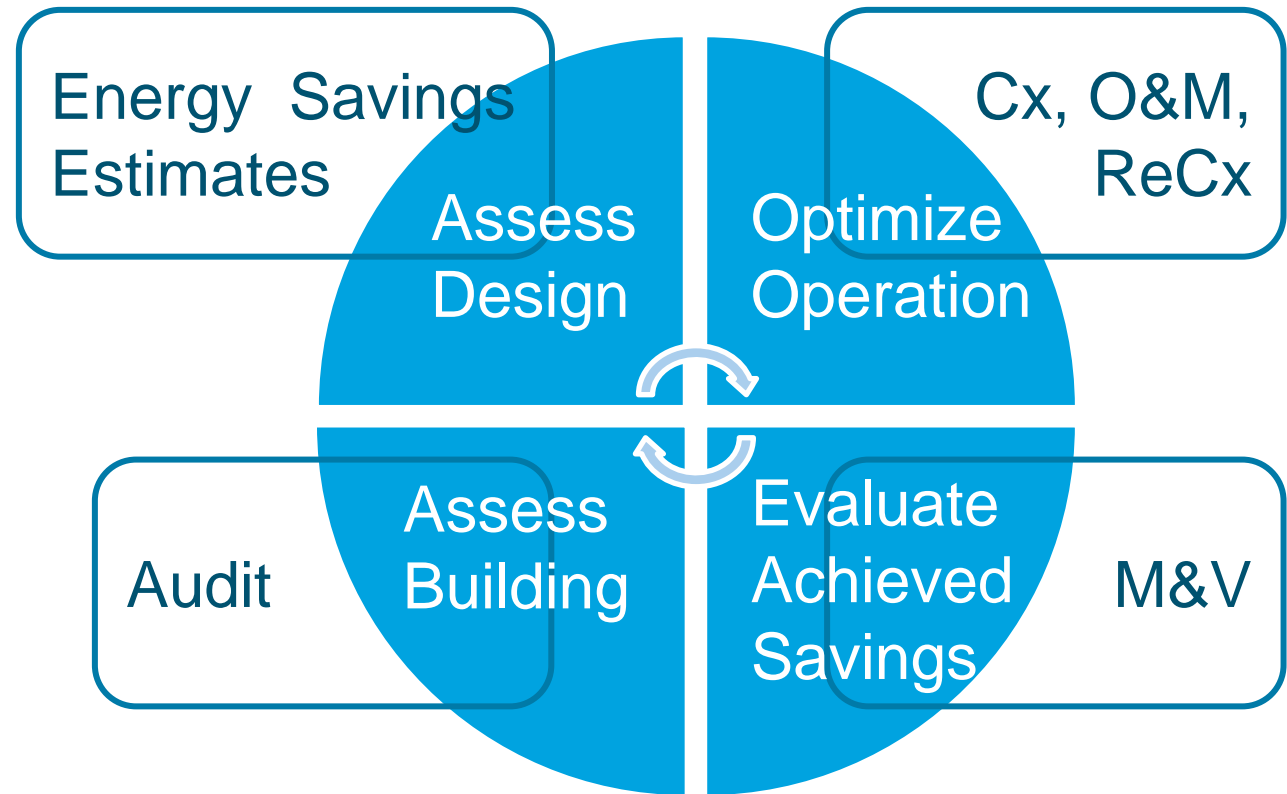 Energy Savings
Estimates
Assess
Design
Cx, O&M,
ReCx
Optimize
Operation
Audit
Assess
Building
Evaluate
Achieved
Savings
M&V